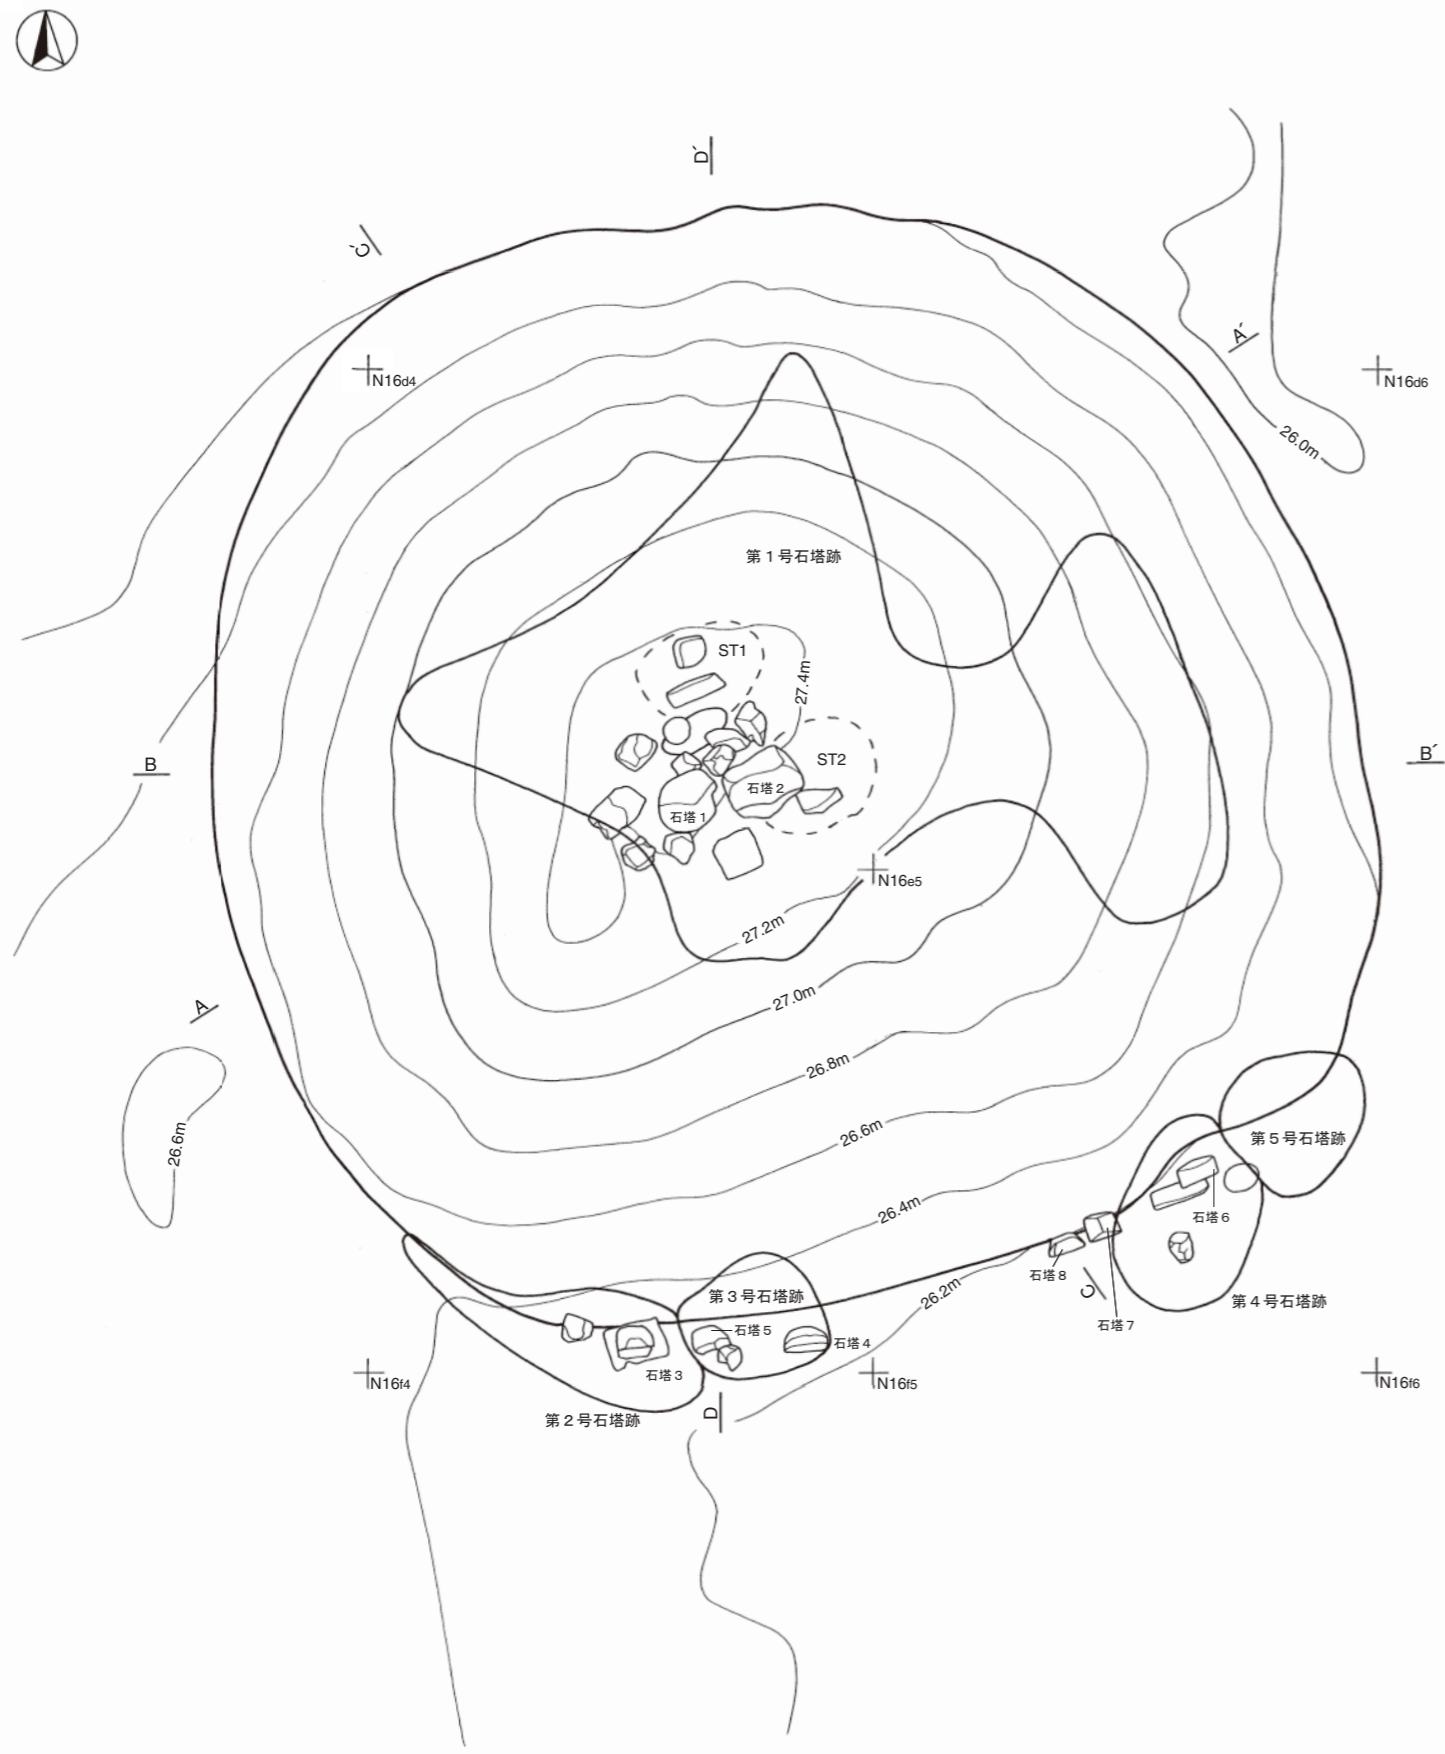 D´
C´
A´
N16d4
N16d6
26.0m
第１号石塔跡
ST1
27.4m
ST2
石塔２
石塔１
B
B´
N16e5
27.2m
27.0m
A
26.8m
26.6m
26.6m
第５号石塔跡
26.4m
石塔６
石塔８
C
26.2m
第４号石塔跡
石塔７
第３号石塔跡
石塔５
石塔４
石塔３
N16f4
N16f5
N16f6
第２号石塔跡
D